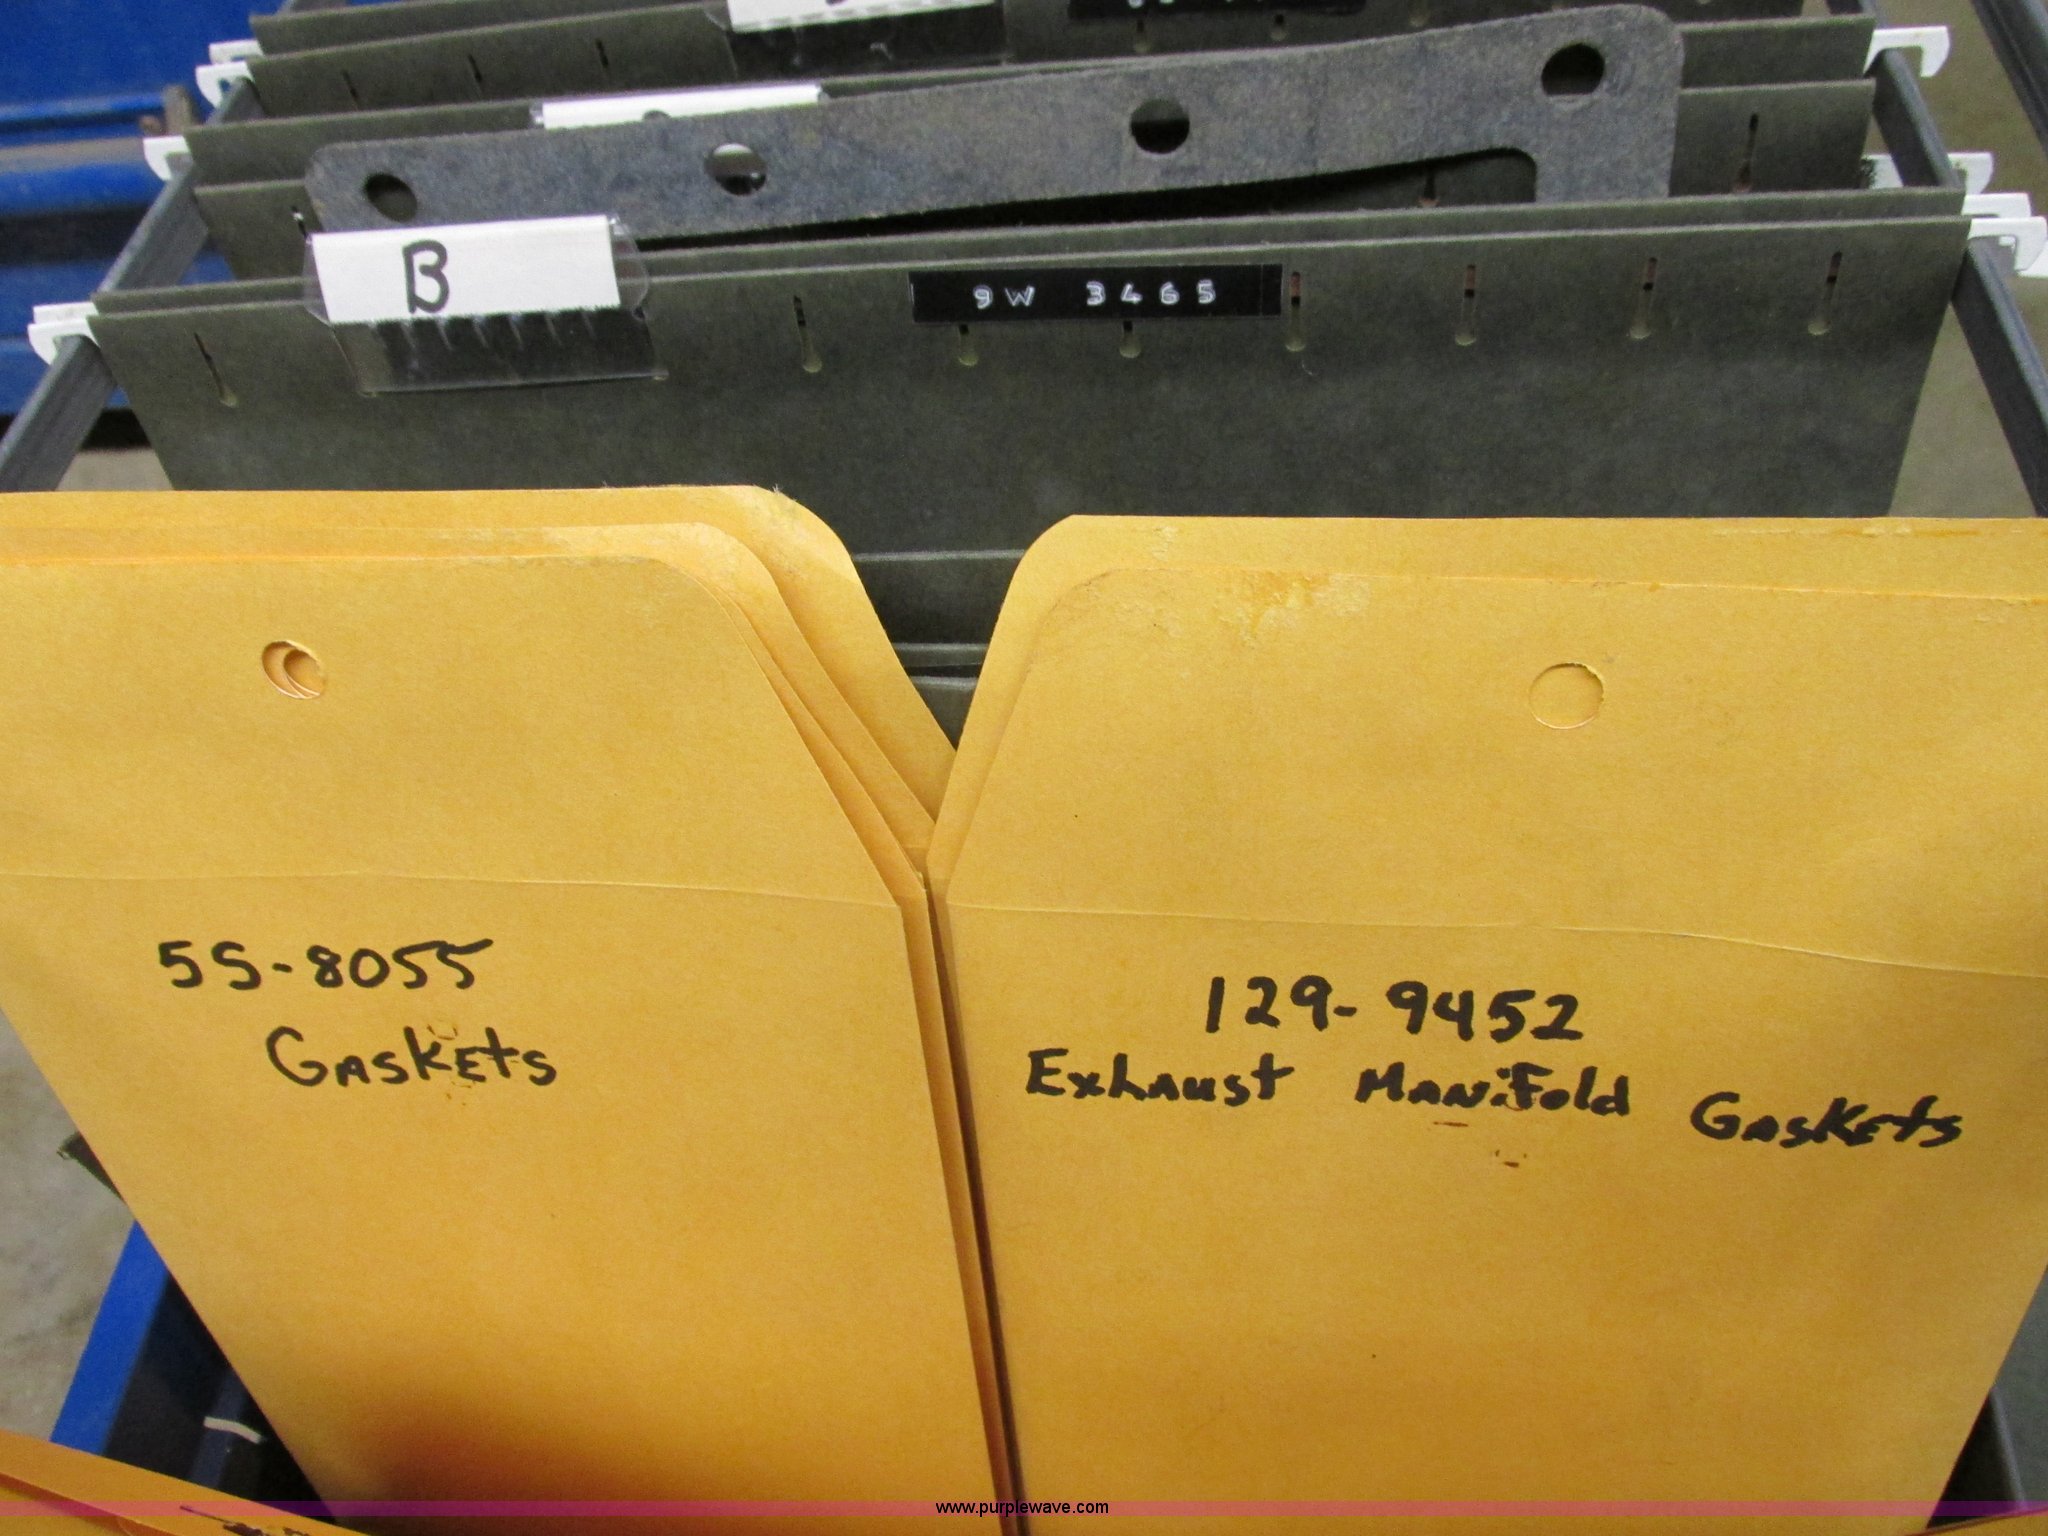 B
9W 3465
5S-8055
Gaskets
129-9452
Exhaust Manifold Gaskets
www.purplewave.com